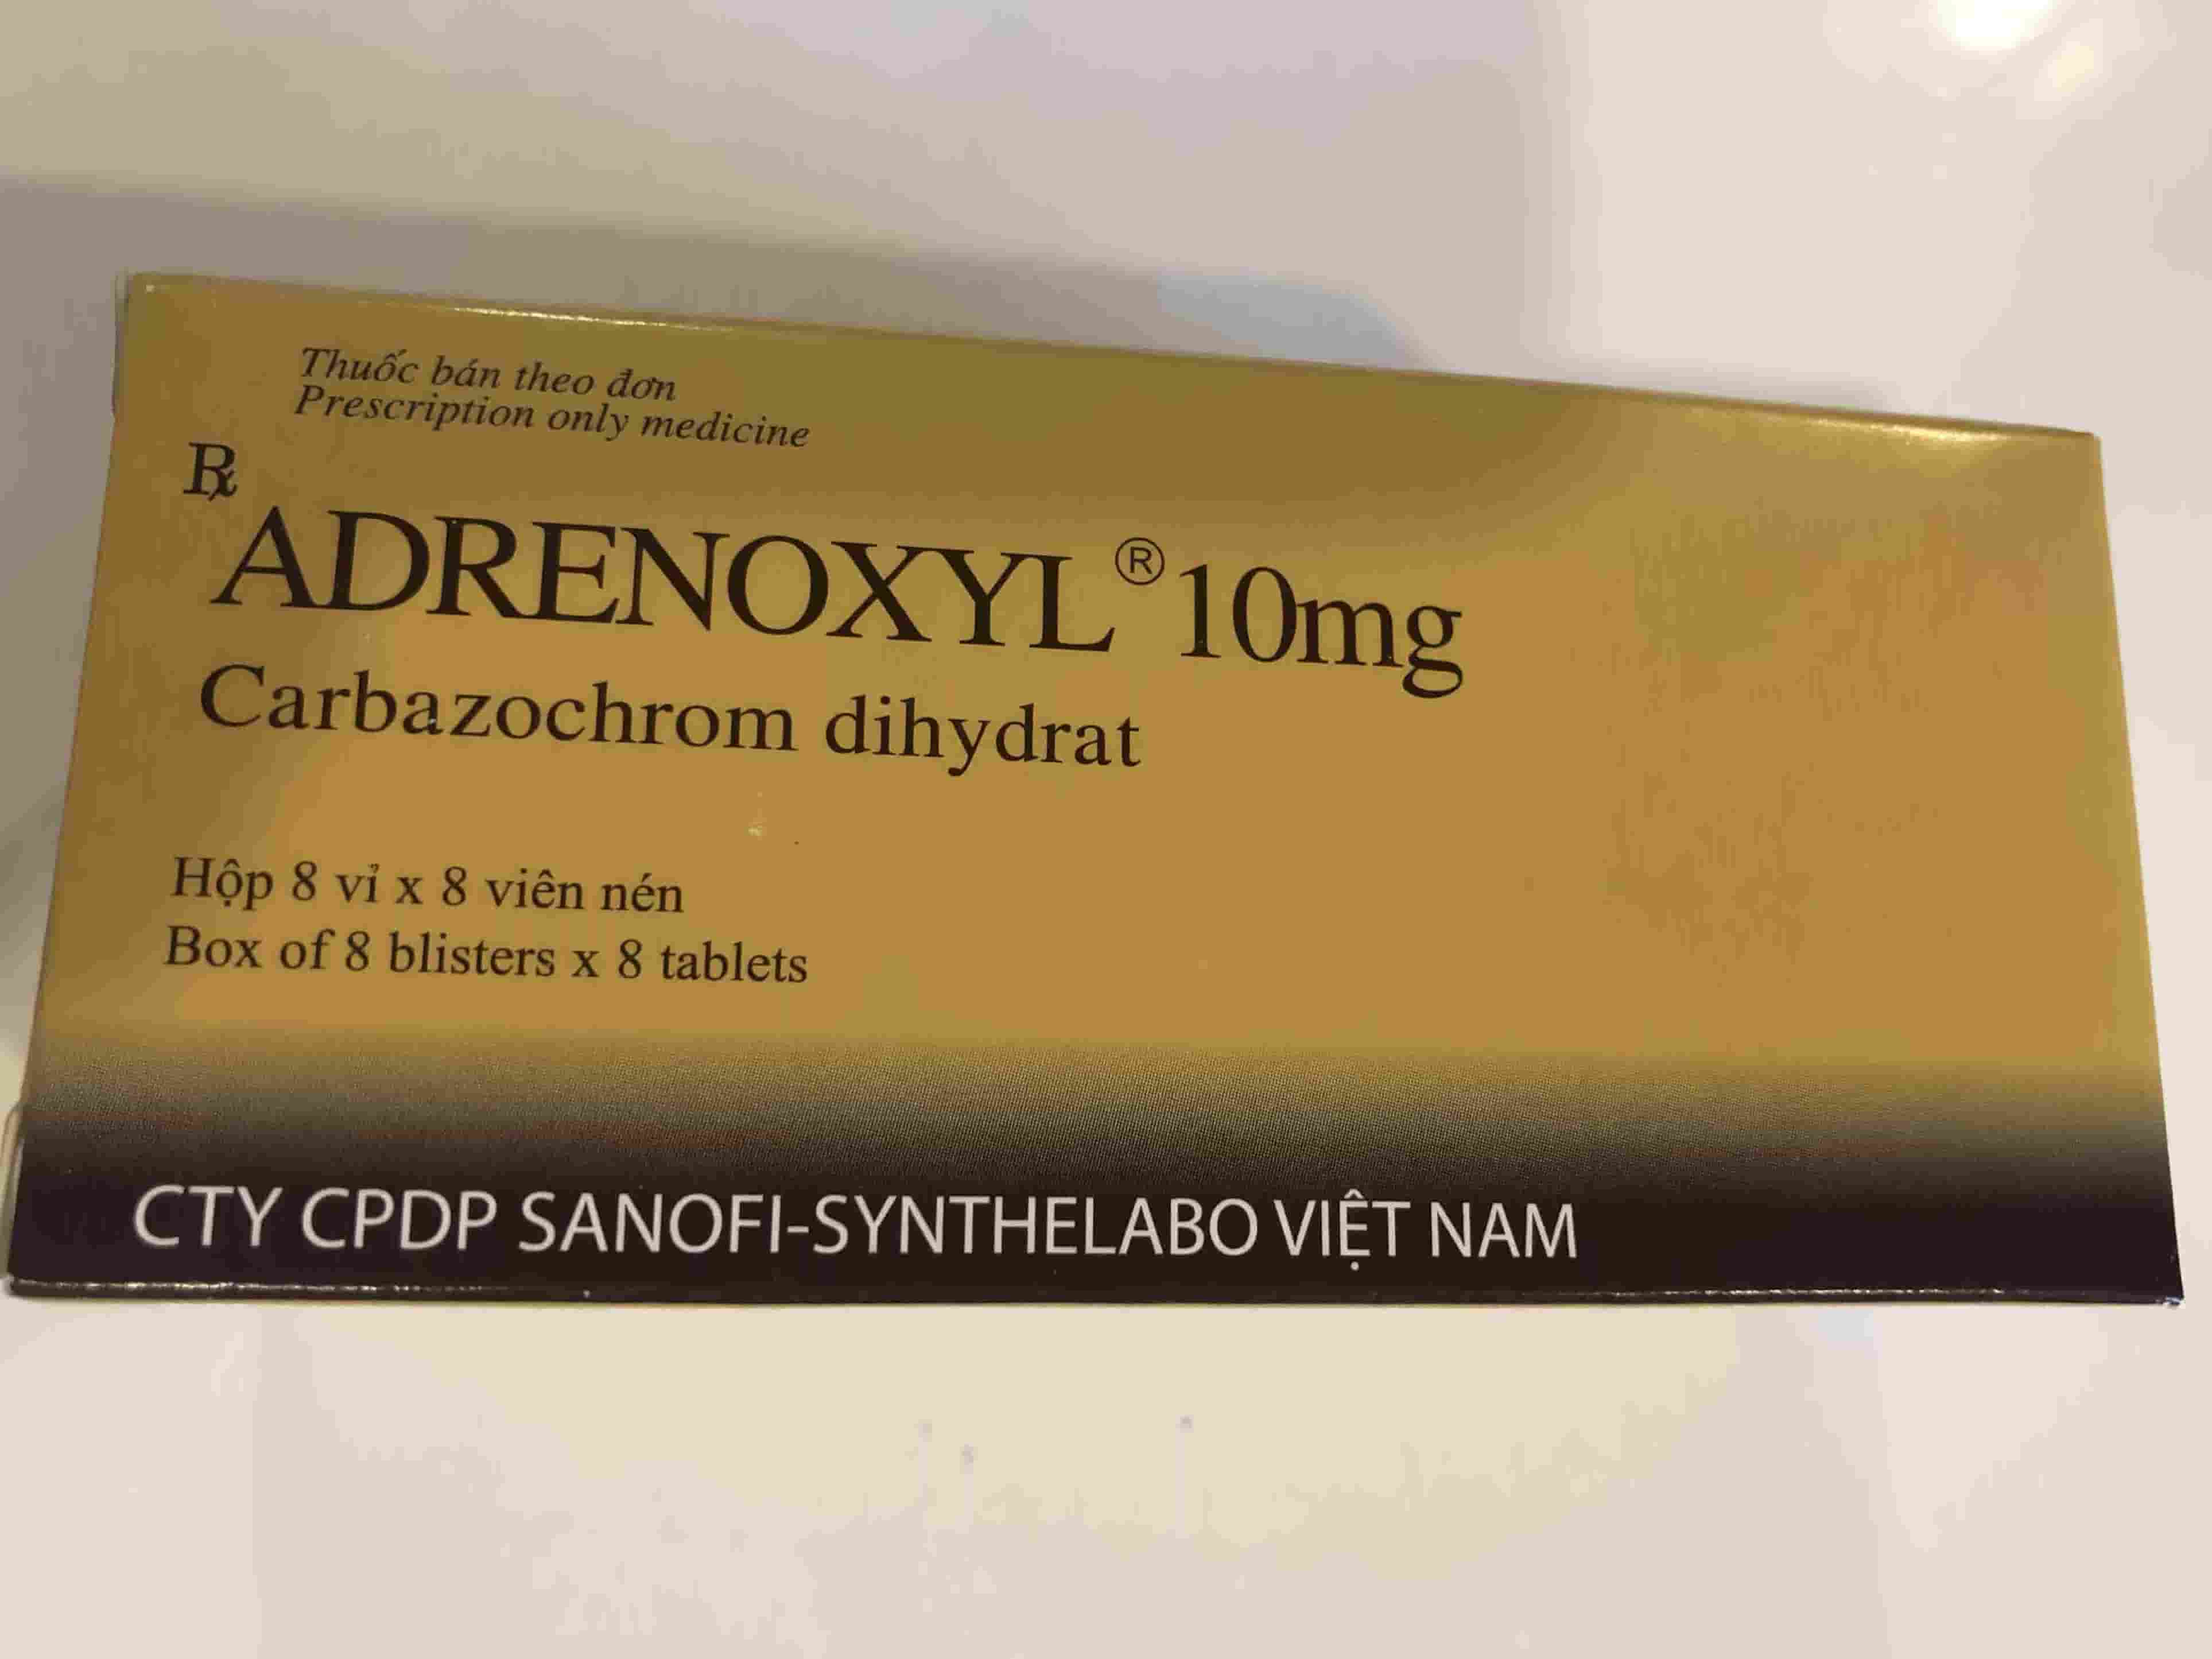 Thuốc bán theo đơn
Prescription only medicine
℞
ADRENOXYL® 10mg
Carbazochrom dihydrat
Hộp 8 vỉ x 8 viên nén
Box of 8 blisters x 8 tablets
CTY CPDP SANOFI-SYNTHELABO VIỆT NAM